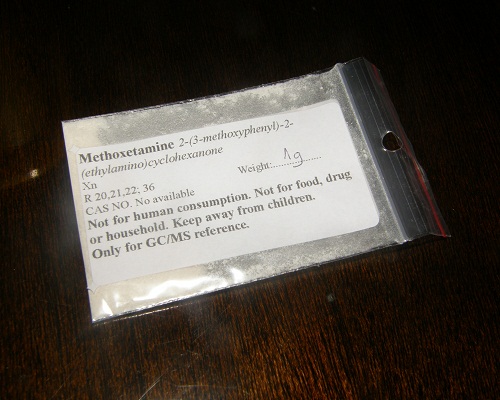 Methoxetamine 2-(3-methoxyphenyl)-2-
(ethylamino)cyclohexanone
Xn
R 20,21,22; 36 Weight:..1g..........
CAS NO. No available
Not for human consumption. Not for food, drug
or household. Keep away from children.
Only for GC/MS reference.